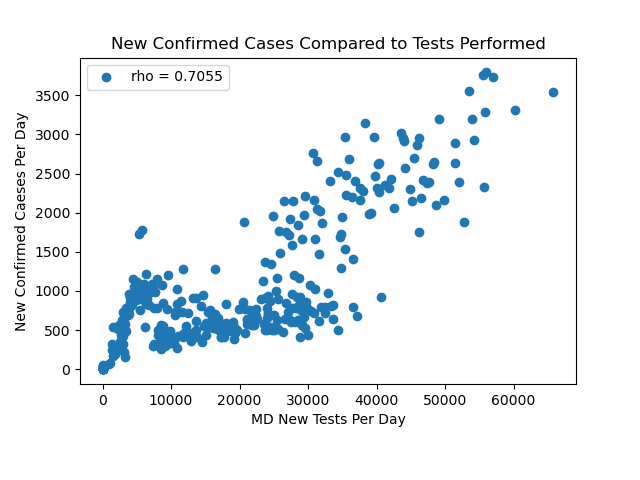 New Confirmed Cases Compared to Tests Performed
rho = 0.7055
New Confirmed Caeses Per Day
3500
3000
2500
2000
1500
1000
500
0
0 10000 20000 30000 40000 50000 60000
MD New Tests Per Day